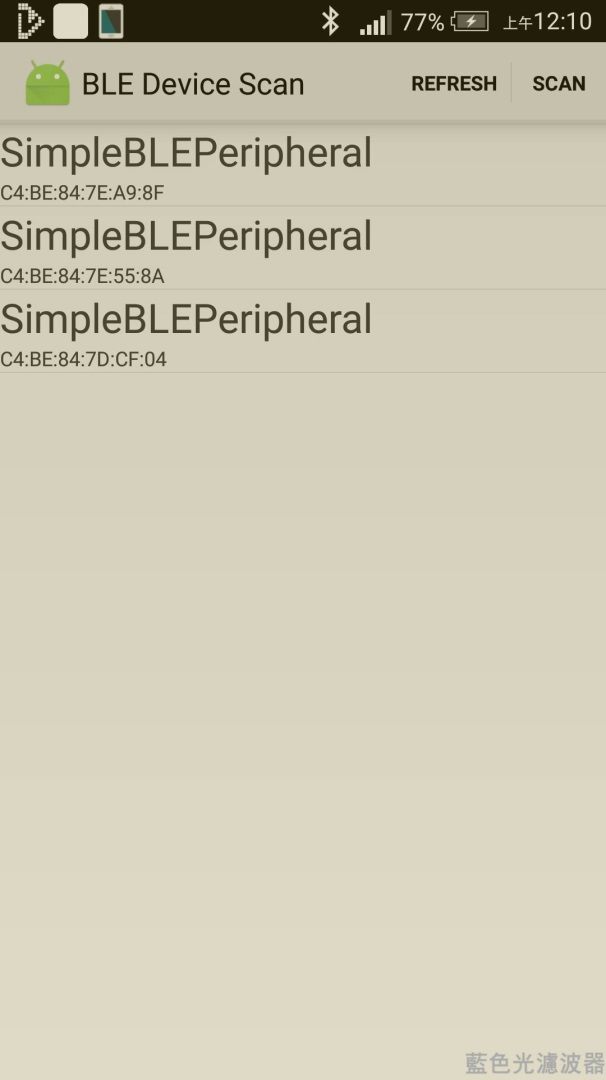 77% 上午12:10
BLE Device Scan REFRESH SCAN
SimpleBLEPeripheral
C4:BE:84:7E:A9:8F
SimpleBLEPeripheral
C4:BE:84:7E:55:8A
SimpleBLEPeripheral
C4:BE:84:7D:CF:04
藍色光濾波器